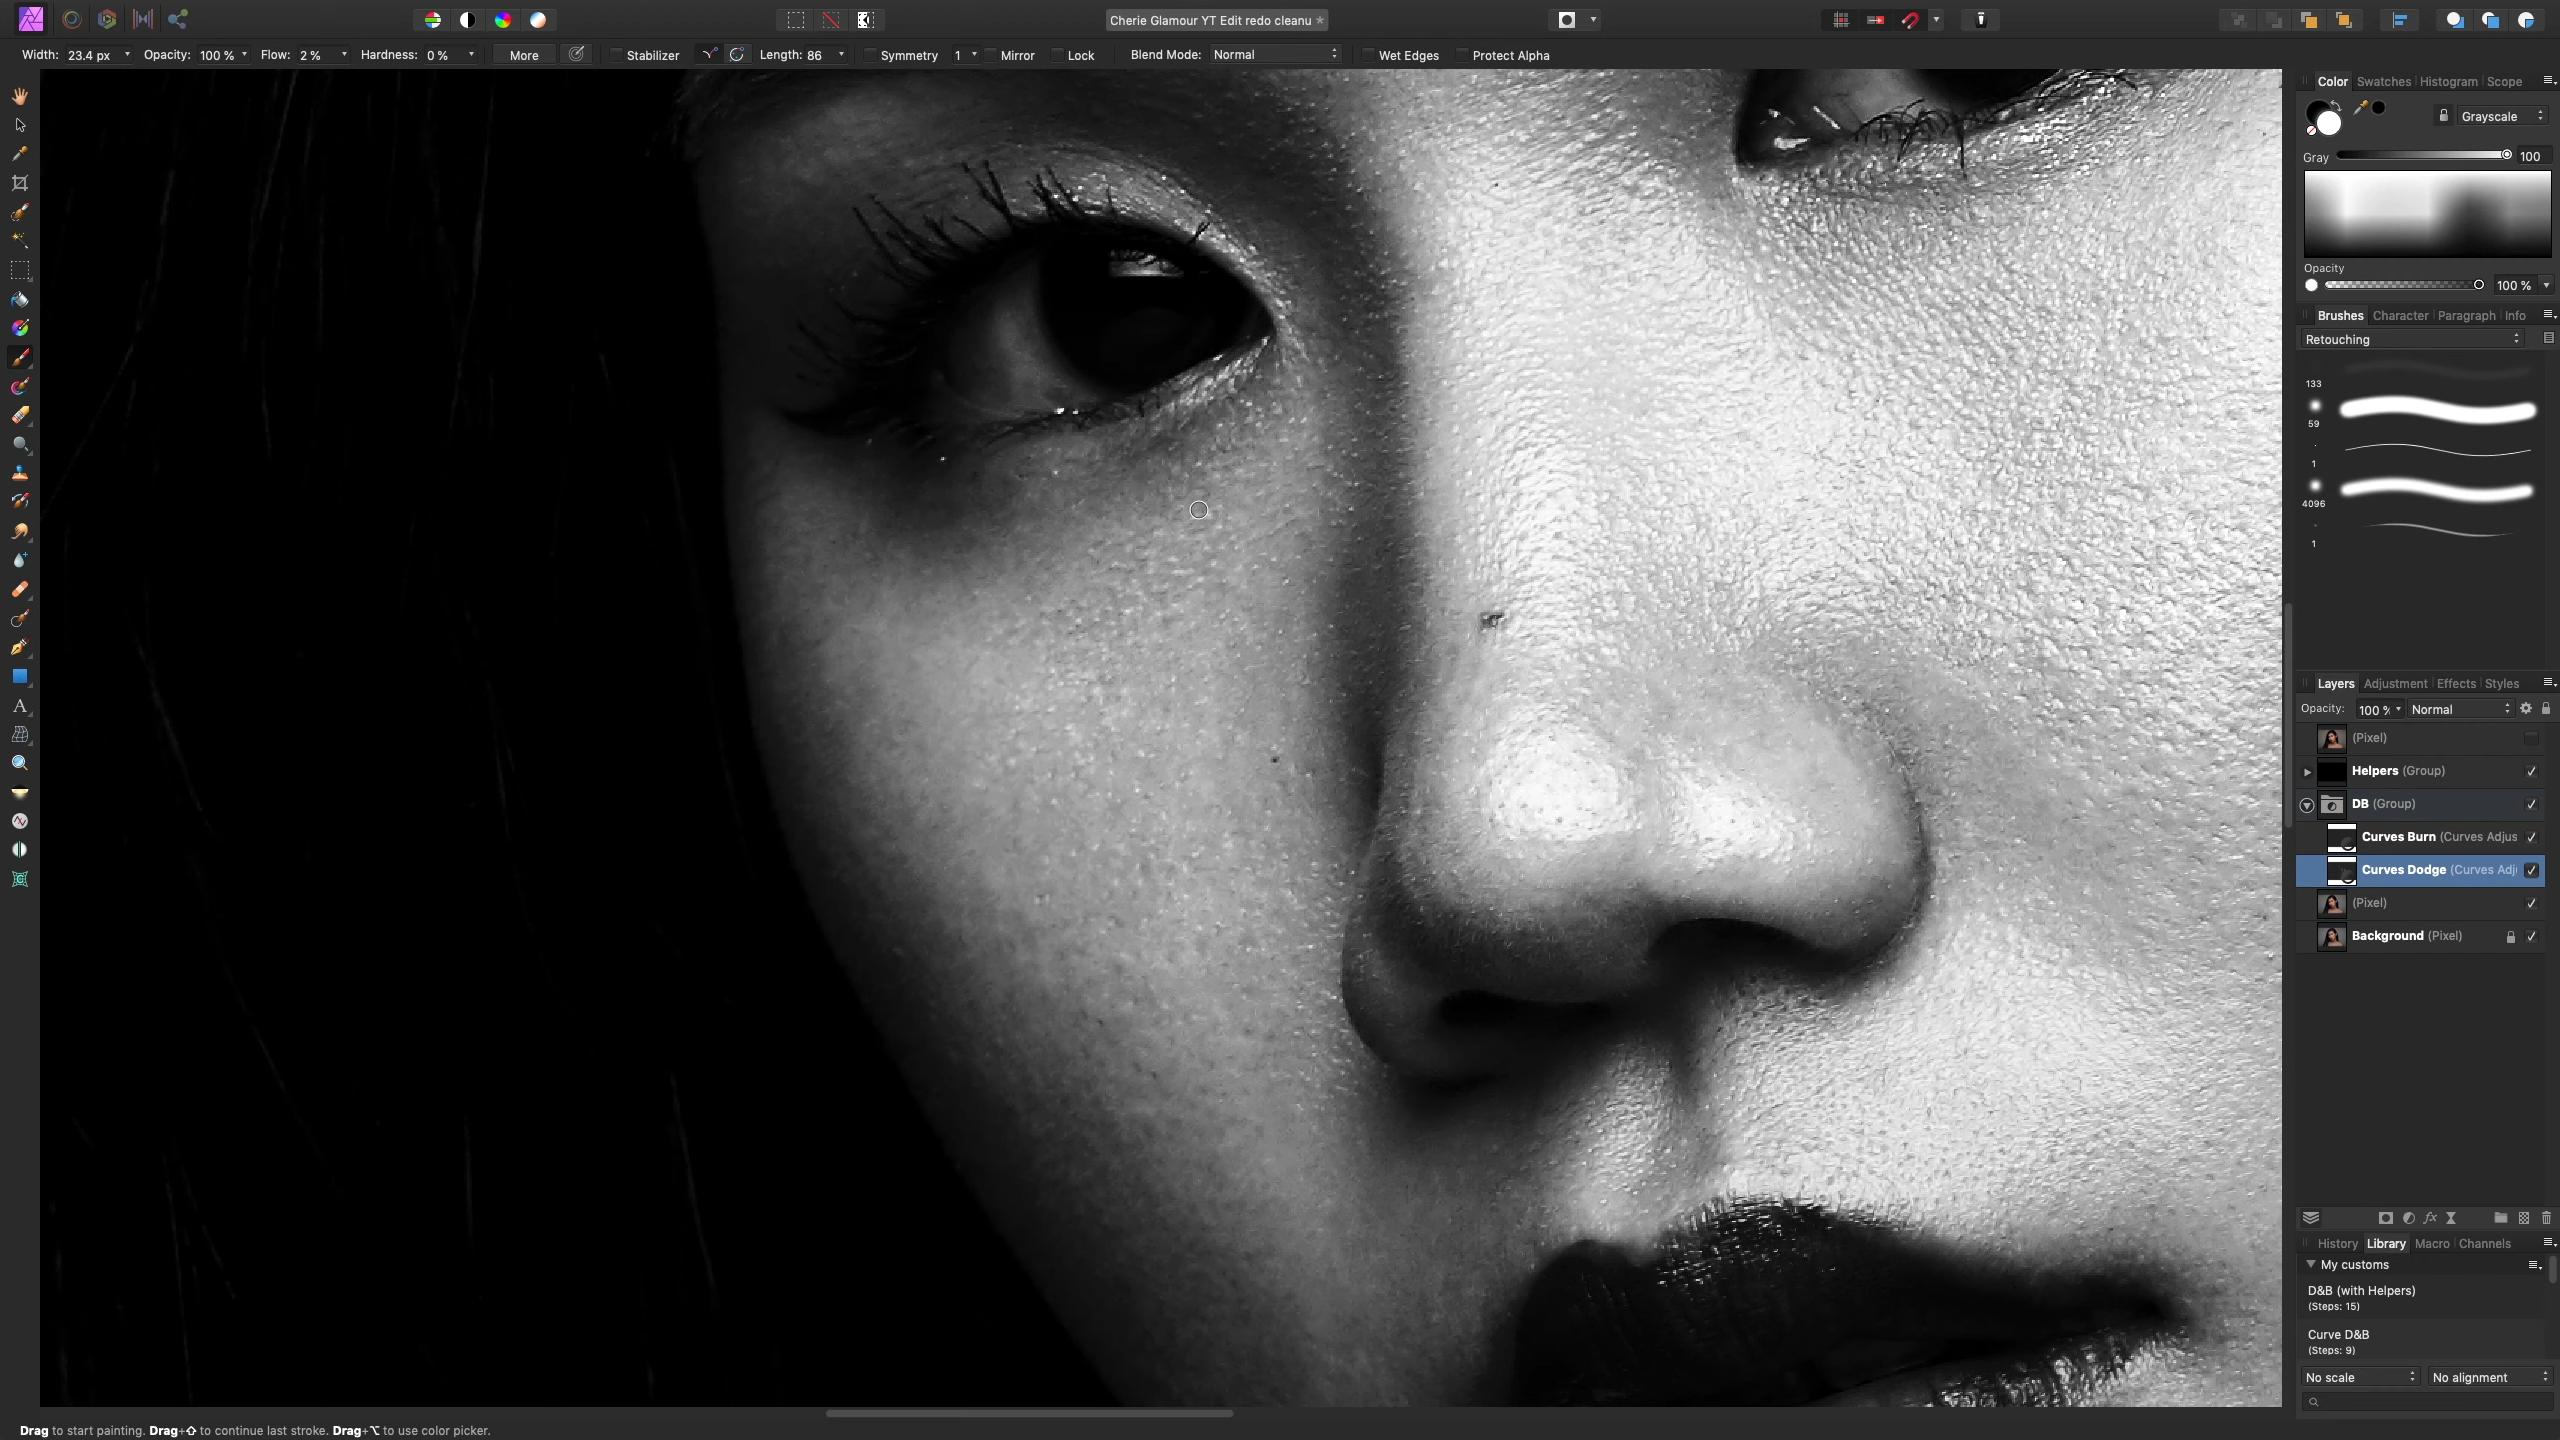 Cherie Glamour YT Edit redo cleanu *
Width: 23.4 px Opacity: 100 % Flow: 2 % Hardness: 0 % More Stabilizer Length: 86 Symmetry 1 Mirror Lock Blend Mode: Normal Wet Edges Protect Alpha
Color Swatches Histogram Scope
Grayscale
Gray 100
Opacity
100 %
Brushes Character Paragraph Info
Retouching
133
59
1
4096
1
Layers Adjustment Effects Styles
Opacity: 100 % Normal
(Pixel)
Helpers (Group)
DB (Group)
Curves Burn (Curves Adjus
Curves Dodge (Curves Adj
(Pixel)
Background (Pixel)
fx
History Library Macro Channels
My customs
D&B (with Helpers)
(Steps: 15)
Curve D&B
(Steps: 9)
No scale No alignment
Drag to start painting. Drag+⇧ to continue last stroke. Drag+⌥ to use color picker.